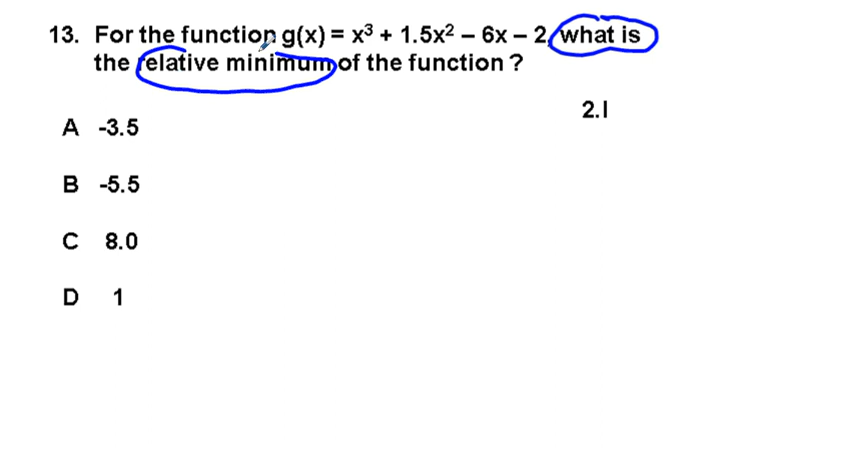 13. For the function g(x) = x³ + 1.5x² – 6x – 2, what is
the relative minimum of the function ?
2.I
A -3.5
B -5.5
C 8.0
D 1